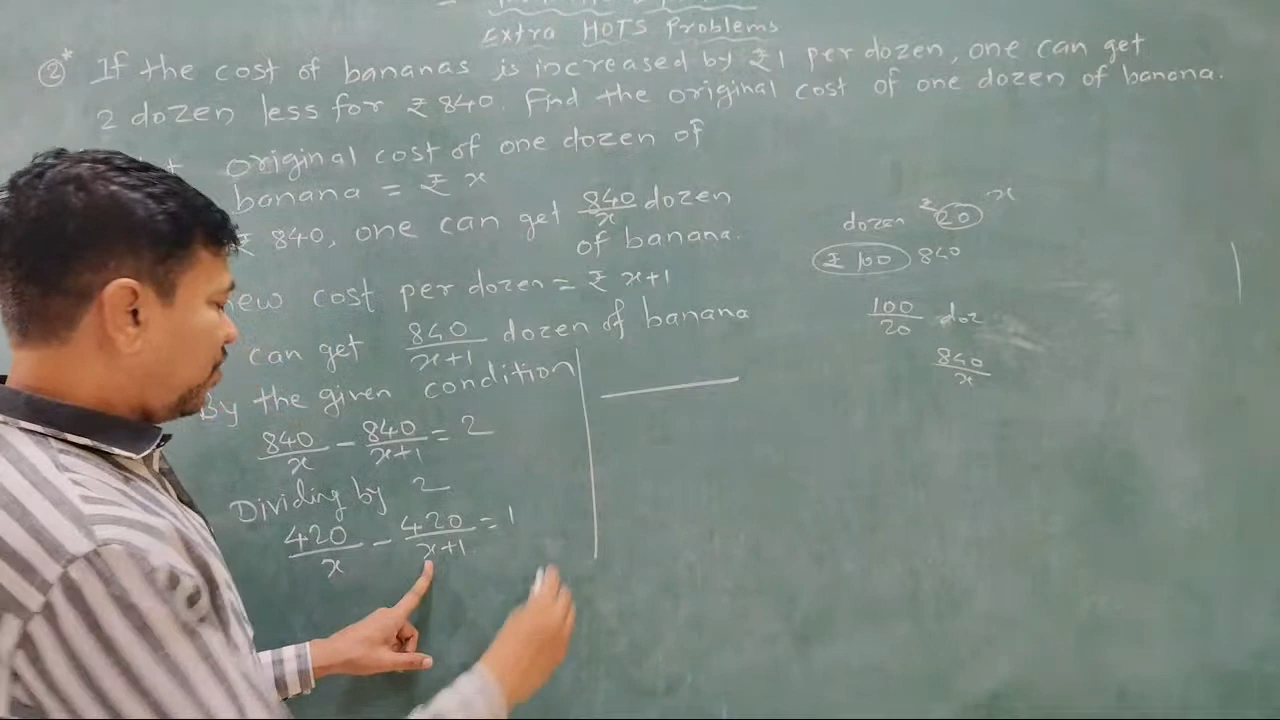 Extra HOTS Problems
②* If the cost of bananas is increased by ₹1 per dozen, one can get
2 dozen less for ₹ 840. Find the original cost of one dozen of banana.
original cost of one dozen of
banana = ₹ x
₹ 840, one can get 840/x dozen
of banana.
ew cost per dozen = ₹ x+1
can get 840/x+1 dozen of banana
By the given condition
840/x - 840/x+1 = 2
Dividing by 2
420/x - 420/x+1 = 1
dozen ₹ 20 x
₹ 100 840
100/20 doz
840/x